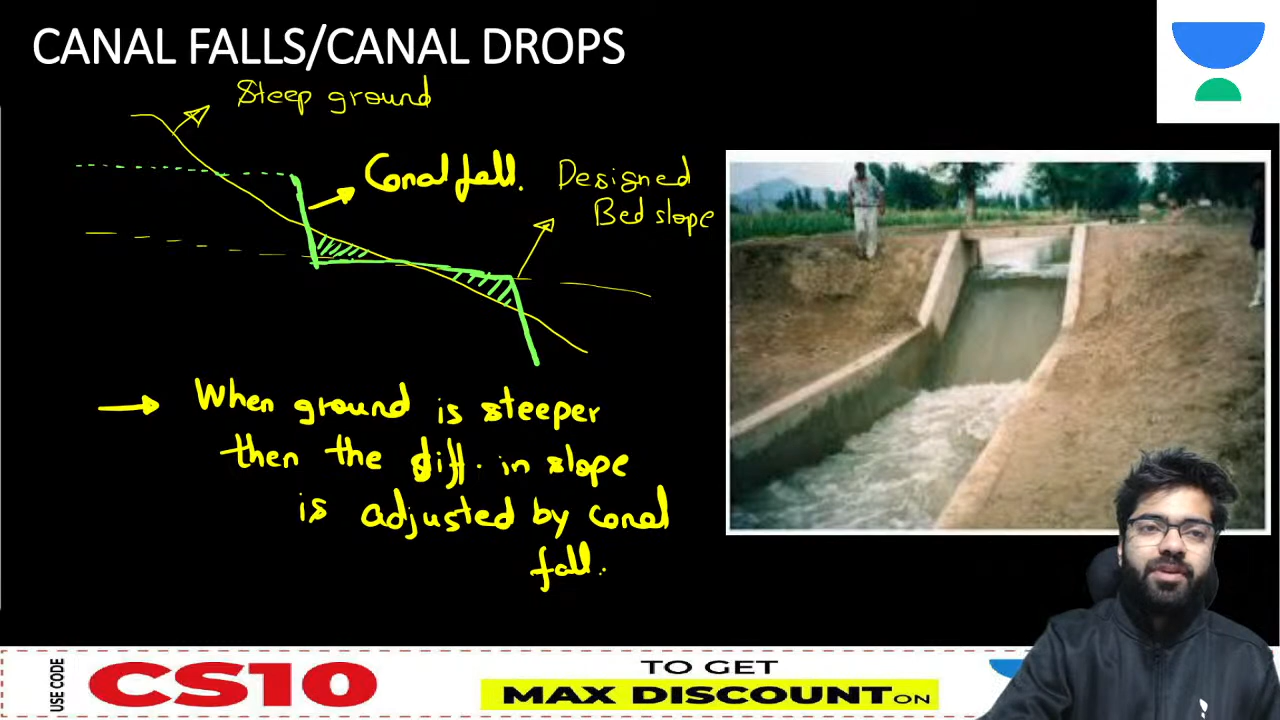 CANAL FALLS/CANAL DROPS
Steep ground
Canal fall.
Designed
Bed slope
When ground is steeper
then the diff. in slope
is adjusted by canal
fall.
USE CODE
CS10
TO GET
MAX DISCOUNT ON